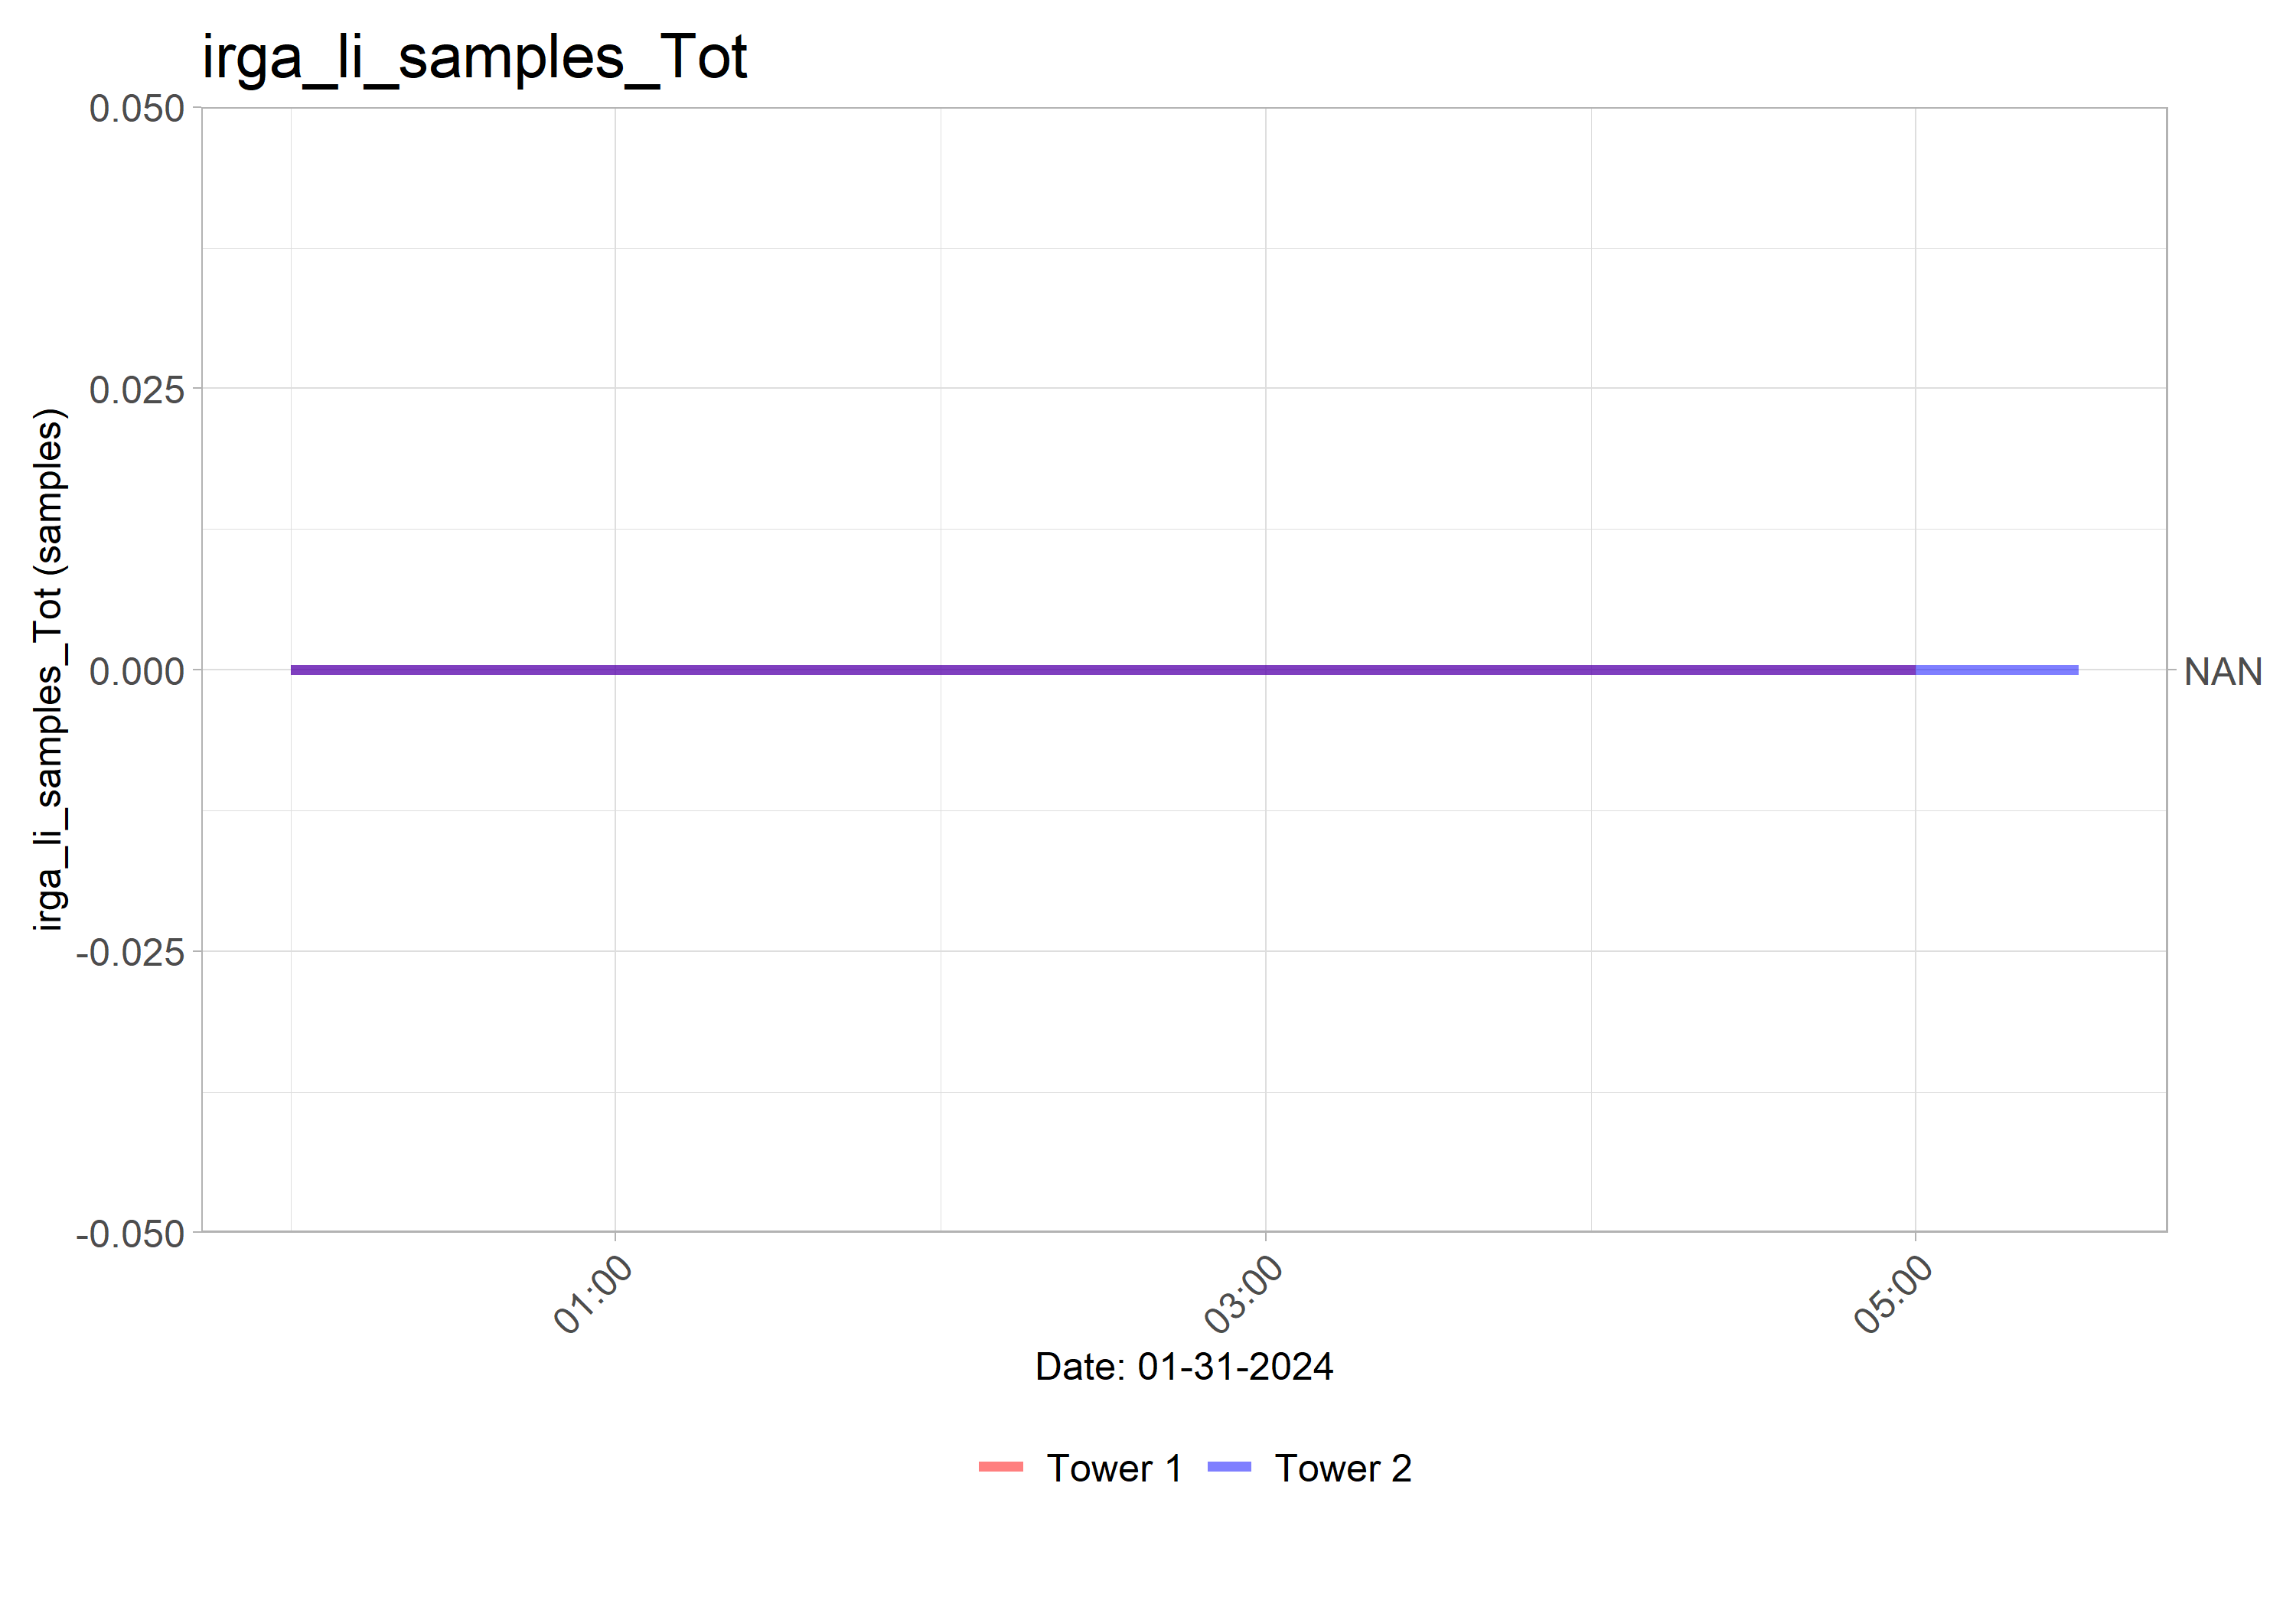 irga_li_samples_Tot
0.050
0.025
0.000
-0.025
-0.050
irga_li_samples_Tot (samples)
NAN
01:00
03:00
05:00
Date: 01-31-2024
Tower 1
Tower 2